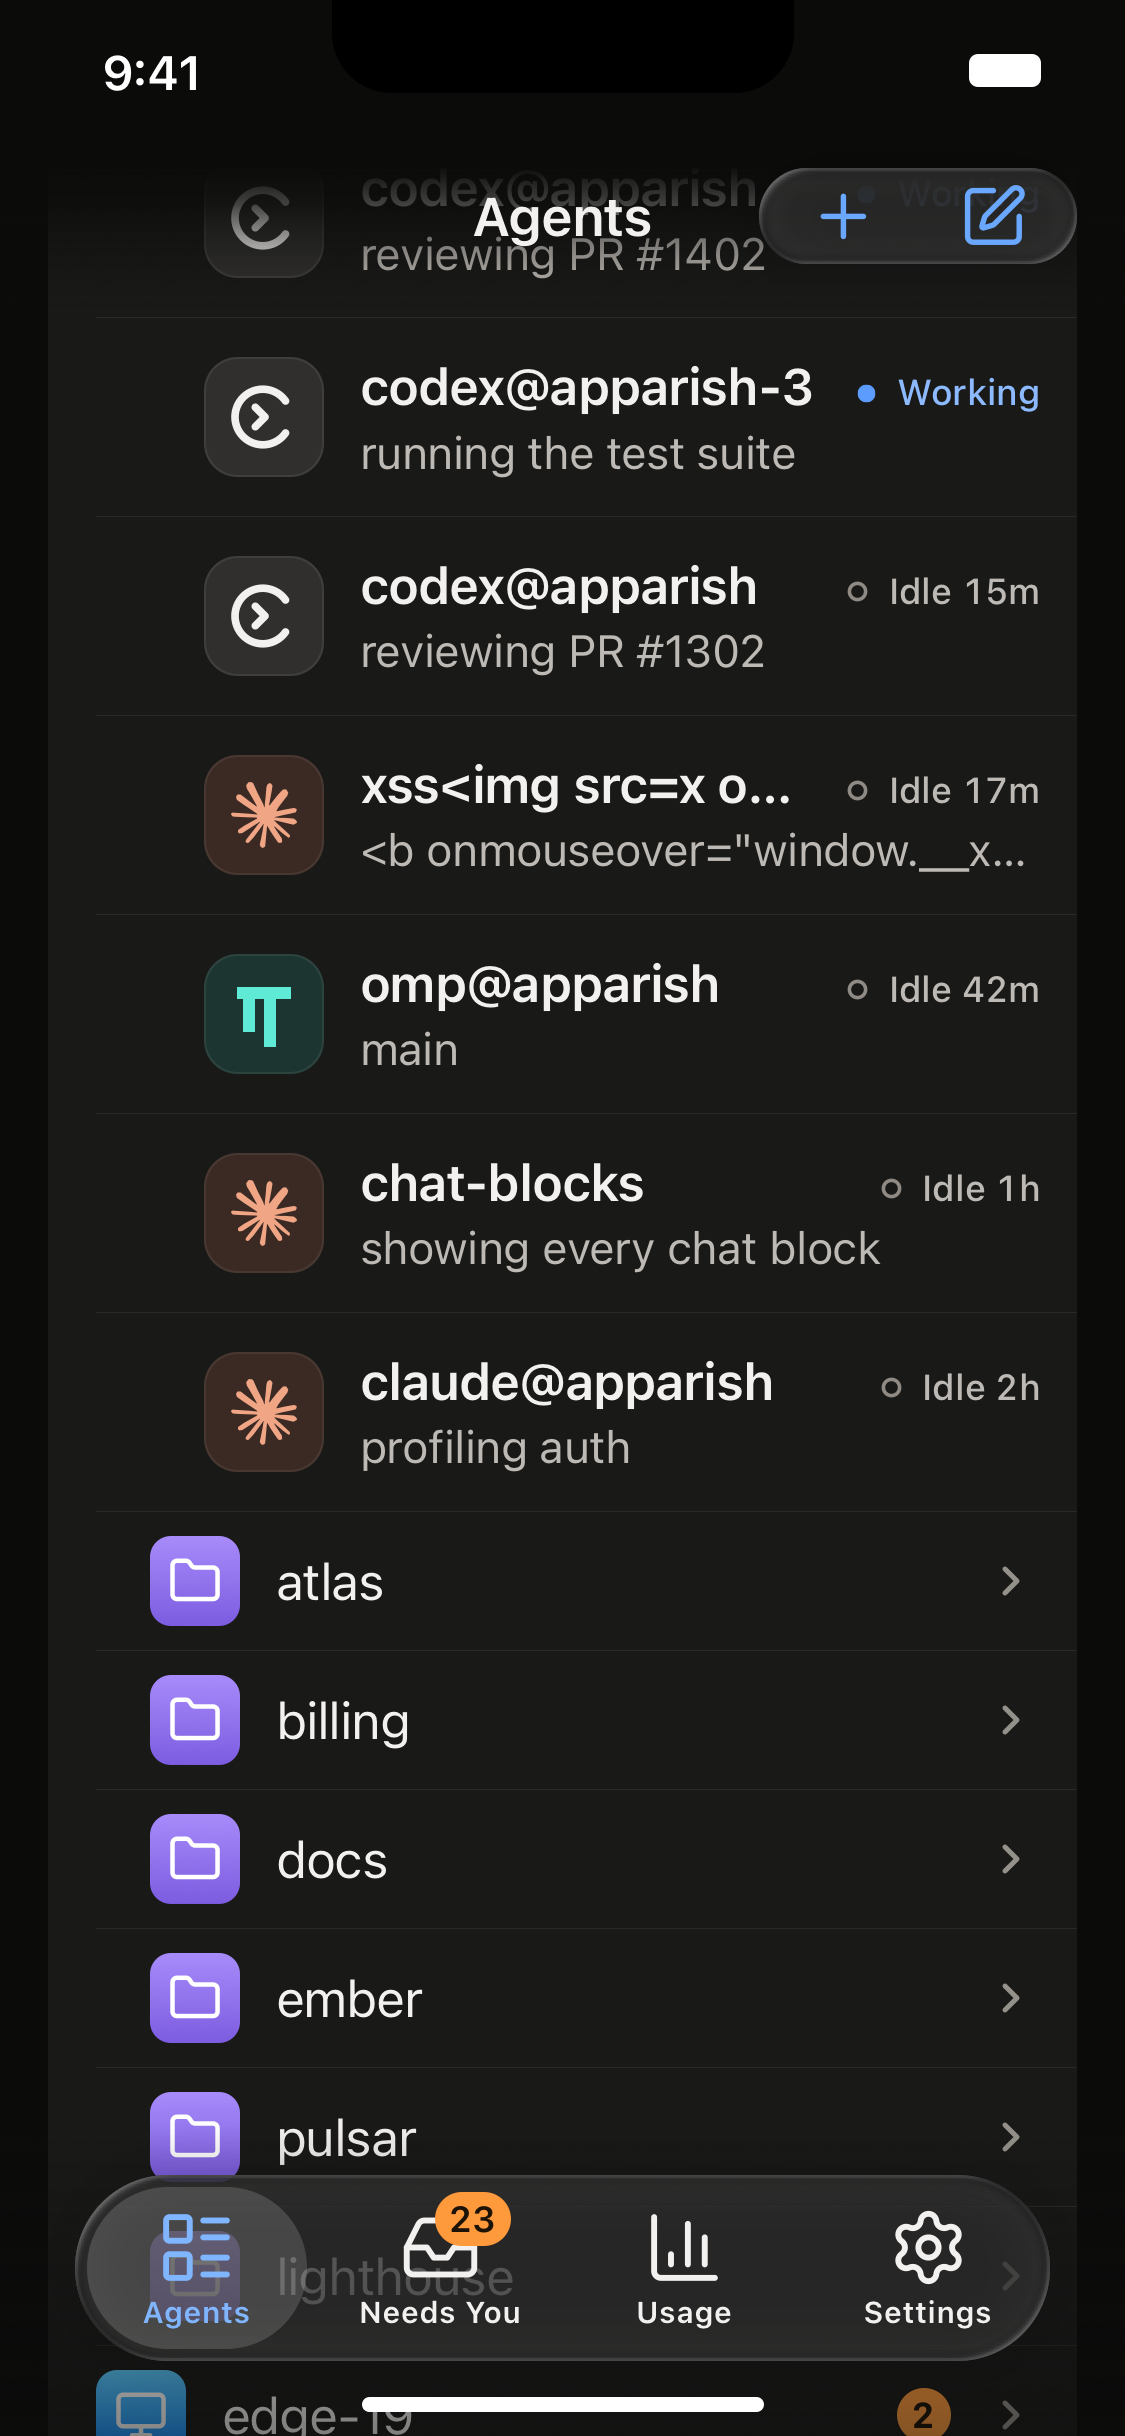 9:41
codex@apparish
Working
Agents
reviewing PR #1402
codex@apparish-3
Working
running the test suite
codex@apparish
Idle 15m
reviewing PR #1302
xss<img src=x o...
Idle 17m
<b onmouseover="window.__x...
omp@apparish
Idle 42m
main
chat-blocks
Idle 1h
showing every chat block
claude@apparish
Idle 2h
profiling auth
atlas
billing
docs
ember
pulsar
lighthouse
23
Agents
Needs You
Usage
Settings
edge-19
2